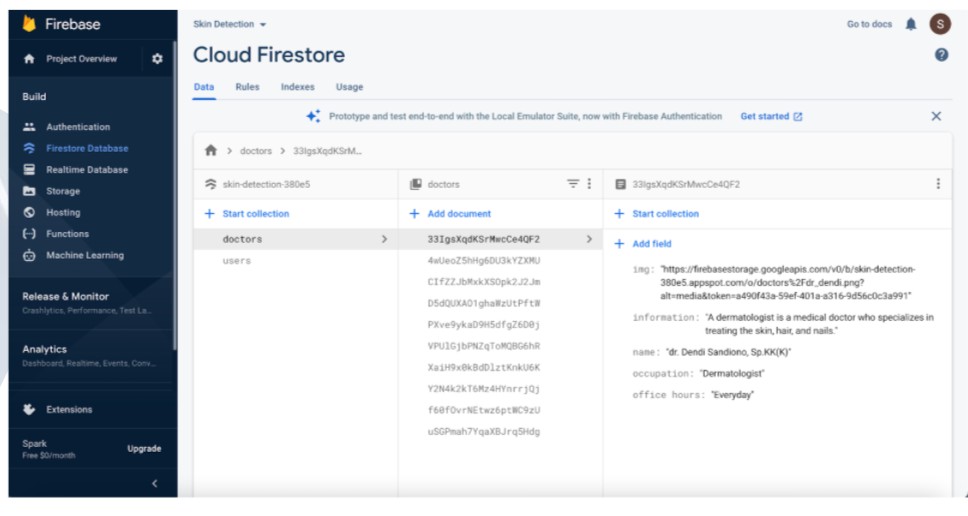 Firebase
Project Overview
Build
Authentication
Firestore Database
Realtime Database
Storage
Hosting
Functions
Machine Learning
Release & Monitor
Crashlytics, Performance, Test La...
Analytics
Dashboard, Realtime, Events, Conv...
Extensions
Spark
Free $0/month
Upgrade
Skin Detection
Go to docs
S
Cloud Firestore
Data Rules Indexes Usage
Prototype and test end-to-end with the Local Emulator Suite, now with Firebase Authentication Get started
doctors > 33IgsXqdKSrM...
skin-detection-380e5
+ Start collection
doctors
users
doctors
+ Add document
33IgsXqdKSrMwcCe4QF2
4wUeoZ5hHg6DU3kYZXMU
CIfZZJbMxkXSOpk2J2Jm
D5dQUXAO1ghaWzUtPftW
PXve9ykaD9H5dfgZ6D0j
VPUlGjbPNZqToMQBG6hR
XaiH9x0kBdDlztKnkU6K
Y2N4k2kT6Mz4HYnrrjQj
f60fOvrNEtwz6ptWC9zU
uSGPmah7YqaXBJrq5Hdg
33IgsXqdKSrMwcCe4QF2
+ Start collection
+ Add field
img: "https://firebasestorage.googleapis.com/v0/b/skin-detection-
380e5.appspot.com/o/doctors%2Fdr_dendi.png?
alt=media&token=a490f43a-59ef-401a-a316-9d56c0c3a991"
information: "A dermatologist is a medical doctor who specializes in
treating the skin, hair, and nails."
name: "dr. Dendi Sandiono, Sp.KK(K)"
occupation: "Dermatologist"
office hours: "Everyday"